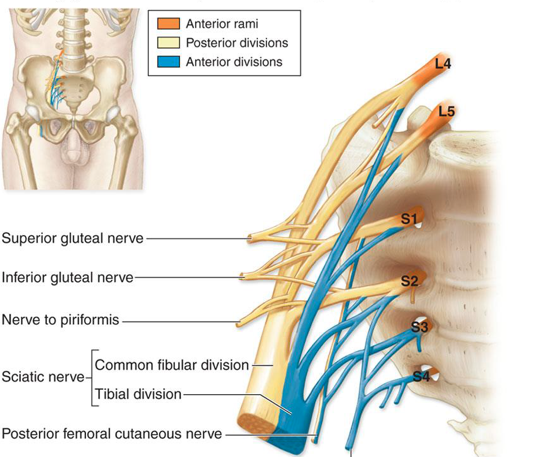 Anterior rami
Posterior divisions
Anterior divisions
L4
L5
S1
Superior gluteal nerve
Inferior gluteal nerve
S2
Nerve to piriformis
S3
Common fibular division
Sciatic nerve
S4
Tibial division
Posterior femoral cutaneous nerve